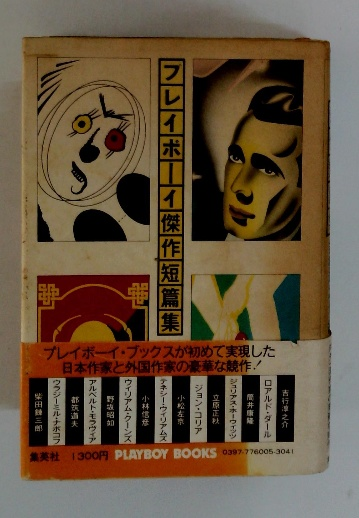 プレイボーイ傑作短篇集
プレイボーイ・ブックスが初めて実現した
日本作家と外国作家の豪華な競作!
吉行淳之介
ロアルド・ダール
筒井康隆
ジュリアス・ホーウィッツ
立原正秋
ジョン・コリア
小松左京
テネシー・ウィリアムズ
小林信彦
ウィリアム・クーンズ
野坂昭如
アルベルト・モラヴィア
都筑道夫
ウラジーミル・ナボコフ
柴田錬三郎
集英社 1300円 PLAYBOY BOOKS 0397-776005-3041